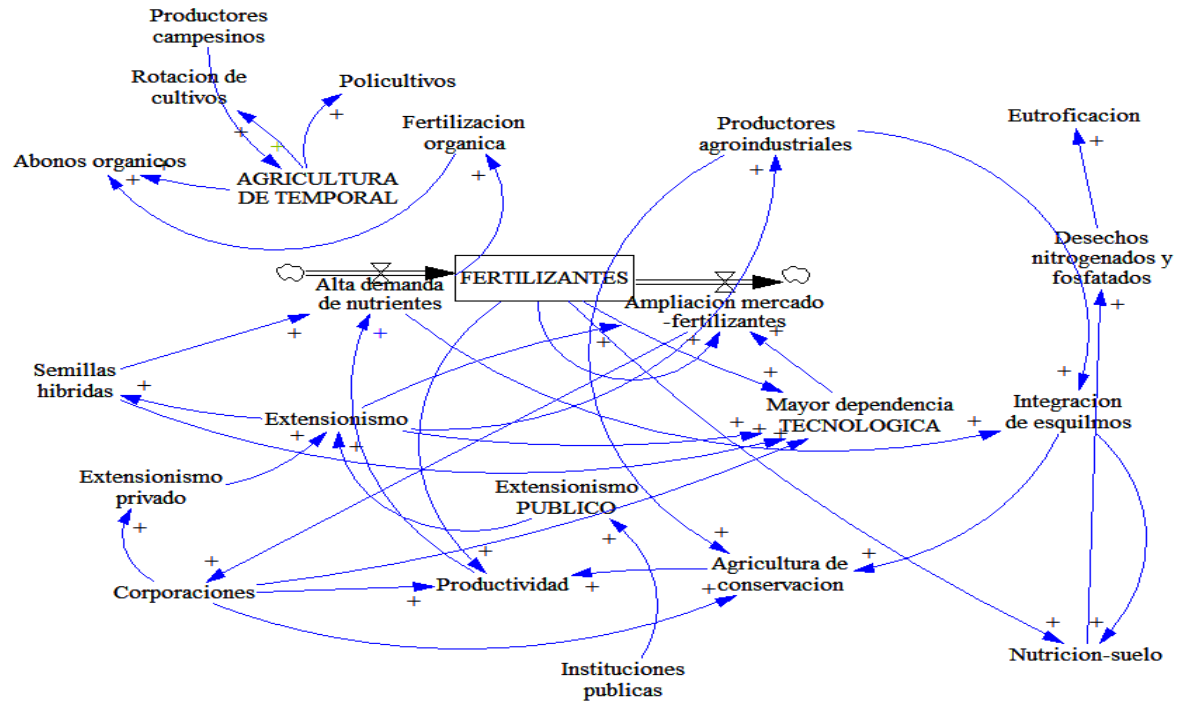 Productores
campesinos
Rotacion de
cultivos
Policultivos
Fertilizacion
organica
Abonos organicos
AGRICULTURA
DE TEMPORAL
Productores
agroindustriales
Eutroficacion
Desechos
nitrogenados y
fosfatados
FERTILIZANTES
Alta demanda
de nutrientes
Ampliacion mercado
-fertilizantes
Semillas
hibridas
Extensionismo
Mayor dependencia
TECNOLOGICA
Integracion
de esquilmos
Extensionismo
privado
Extensionismo
PUBLICO
Corporaciones
Productividad
Agricultura de
conservacion
Instituciones
publicas
Nutricion-suelo